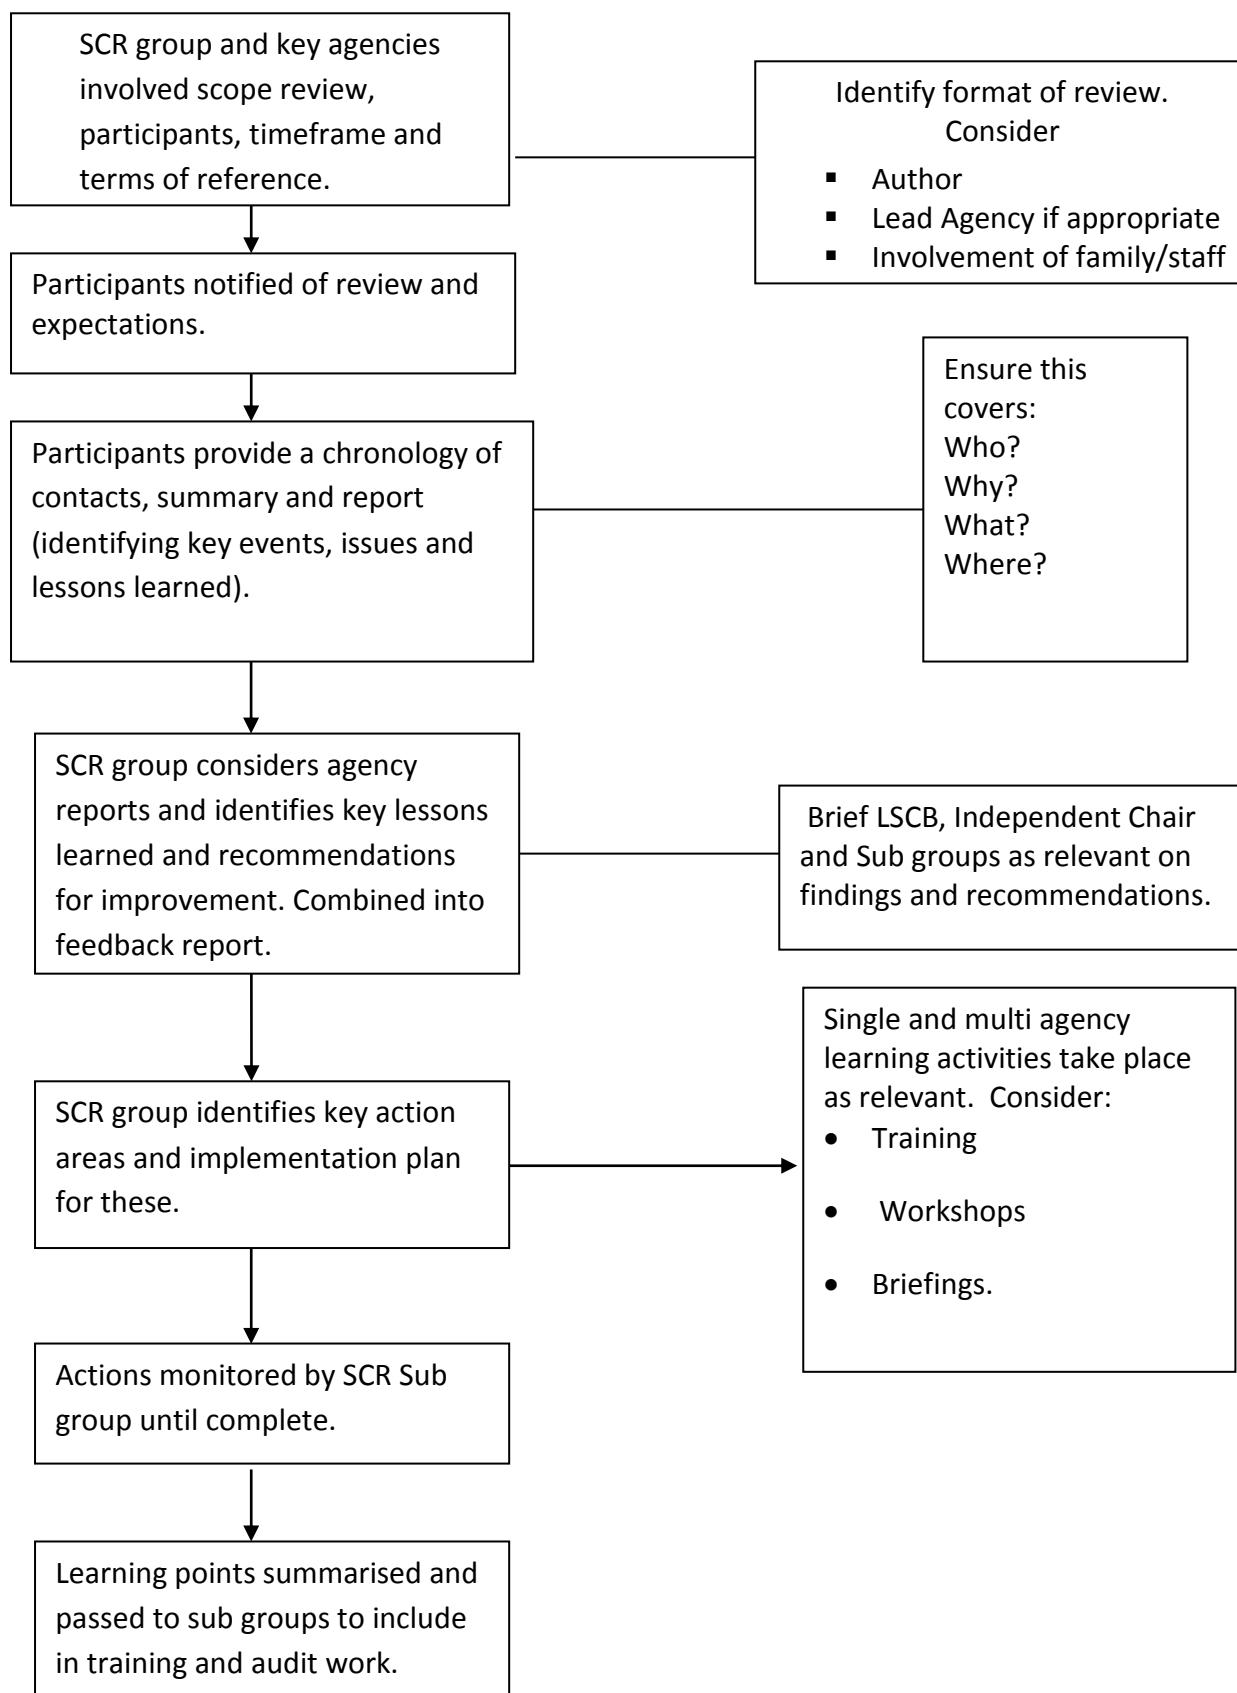 SCR group and key agencies
involved scope review,
participants, timeframe and
terms of reference.
Identify format of review.
Consider
▪ Author
▪ Lead Agency if appropriate
▪ Involvement of family/staff
Participants notified of review and
expectations.
Participants provide a chronology of
contacts, summary and report
(identifying key events, issues and
lessons learned).
Ensure this
covers:
Who?
Why?
What?
Where?
SCR group considers agency
reports and identifies key lessons
learned and recommendations
for improvement. Combined into
feedback report.
Brief LSCB, Independent Chair
and Sub groups as relevant on
findings and recommendations.
SCR group identifies key action
areas and implementation plan
for these.
Single and multi agency
learning activities take place
as relevant. Consider:
• Training
• Workshops
• Briefings.
Actions monitored by SCR Sub
group until complete.
Learning points summarised and
passed to sub groups to include
in training and audit work.